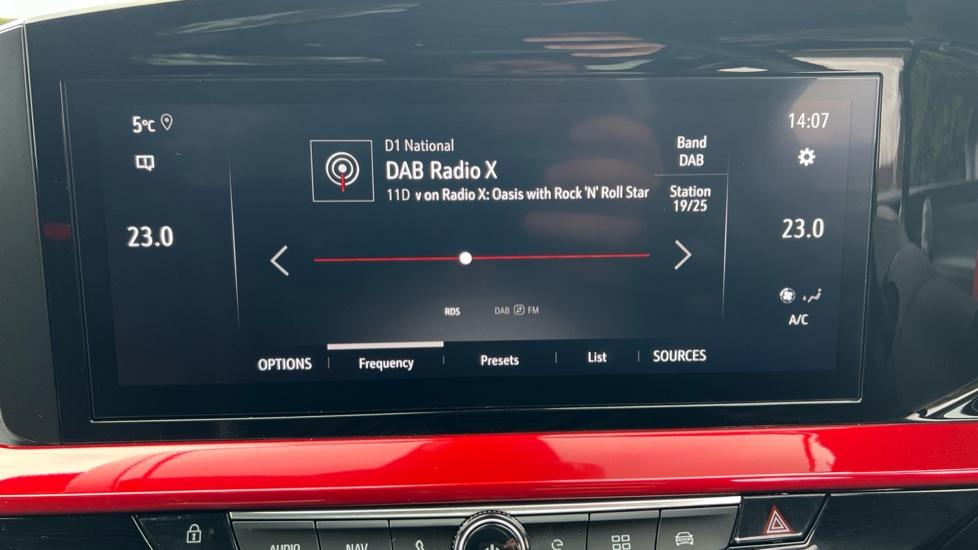 5°C
14:07
D1 National
DAB Radio X
11D v on Radio X: Oasis with Rock 'N' Roll Star
Band
DAB
Station
19/25
23.0
23.0
RDS
DAB FM
A/C
OPTIONS Frequency Presets List SOURCES
AUDIO NAV